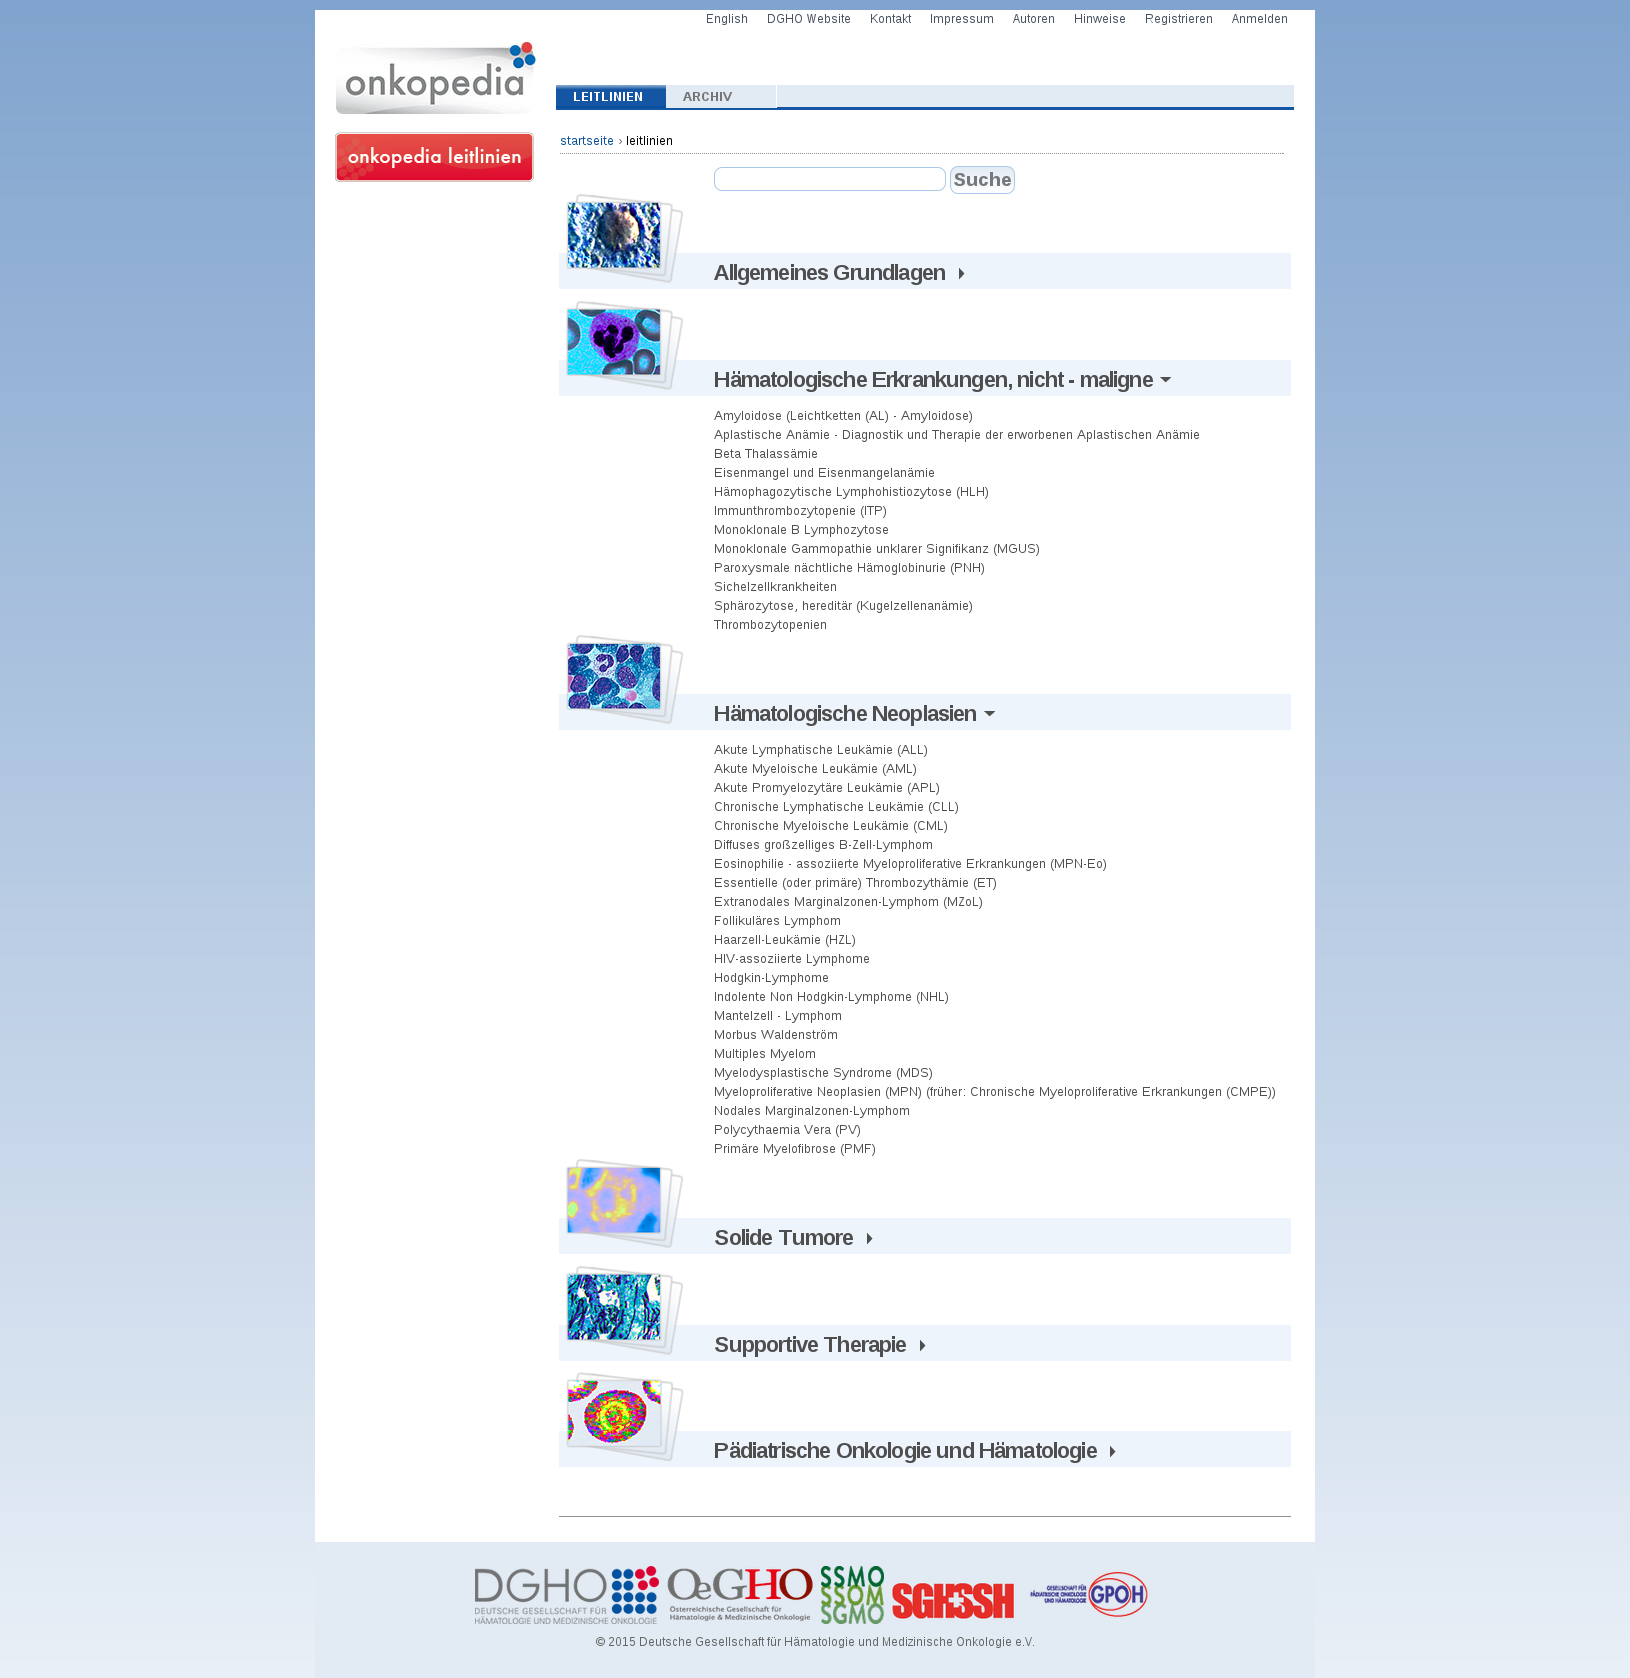 English DGHO Website Kontakt Impressum Autoren Hinweise Registrieren Anmelden
onkopedia
LEITLINIEN ARCHIV
onkopedia leitlinien
startseite › leitlinien
Suche
Allgemeines Grundlagen
Hämatologische Erkrankungen, nicht - maligne
Amyloidose (Leichtketten (AL) - Amyloidose)
Aplastische Anämie - Diagnostik und Therapie der erworbenen Aplastischen Anämie
Beta Thalassämie
Eisenmangel und Eisenmangelanämie
Hämophagozytische Lymphohistiozytose (HLH)
Immunthrombozytopenie (ITP)
Monoklonale B Lymphozytose
Monoklonale Gammopathie unklarer Signifikanz (MGUS)
Paroxysmale nächtliche Hämoglobinurie (PNH)
Sichelzellkrankheiten
Sphärozytose, hereditär (Kugelzellenanämie)
Thrombozytopenien
Hämatologische Neoplasien
Akute Lymphatische Leukämie (ALL)
Akute Myeloische Leukämie (AML)
Akute Promyelozytäre Leukämie (APL)
Chronische Lymphatische Leukämie (CLL)
Chronische Myeloische Leukämie (CML)
Diffuses großzelliges B-Zell-Lymphom
Eosinophilie - assoziierte Myeloproliferative Erkrankungen (MPN-Eo)
Essentielle (oder primäre) Thrombozythämie (ET)
Extranodales Marginalzonen-Lymphom (MZoL)
Follikuläres Lymphom
Haarzell-Leukämie (HZL)
HIV-assoziierte Lymphome
Hodgkin-Lymphome
Indolente Non Hodgkin-Lymphome (NHL)
Mantelzell - Lymphom
Morbus Waldenström
Multiples Myelom
Myelodysplastische Syndrome (MDS)
Myeloproliferative Neoplasien (MPN) (früher: Chronische Myeloproliferative Erkrankungen (CMPE))
Nodales Marginalzonen-Lymphom
Polycythaemia Vera (PV)
Primäre Myelofibrose (PMF)
Solide Tumore
Supportive Therapie
Pädiatrische Onkologie und Hämatologie
DGHO
DEUTSCHE GESELLSCHAFT FÜR
HÄMATOLOGIE UND MEDIZINISCHE ONKOLOGIE
OeGHO
Österreichische Gesellschaft für
Hämatologie & Medizinische Onkologie
SSMO
SSOM
SGMO
SGH SSH
GESELLSCHAFT FÜR
PÄDIATRISCHE ONKOLOGIE
UND HÄMATOLOGIE
GPOH
© 2015 Deutsche Gesellschaft für Hämatologie und Medizinische Onkologie e.V.